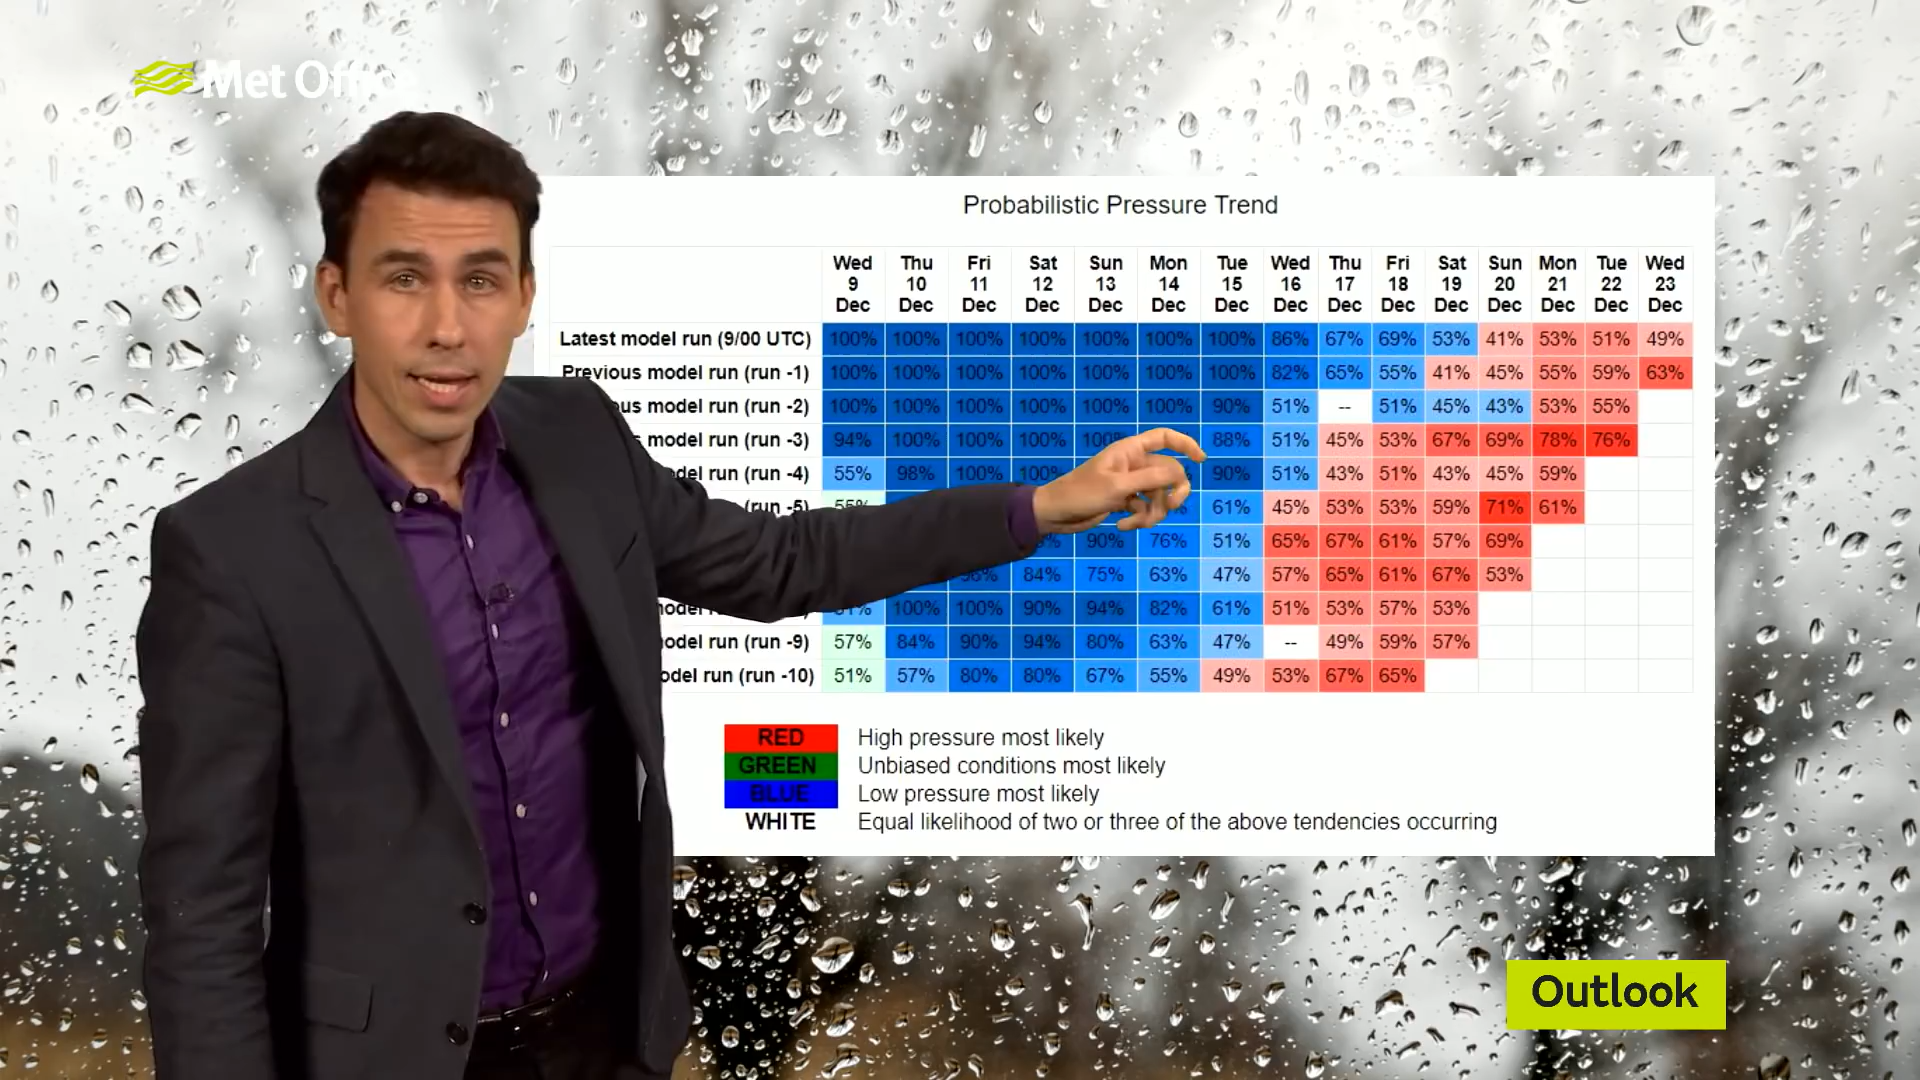 Met Office
Probabilistic Pressure Trend
Wed Thu Fri Sat Sun Mon Tue Wed Thu Fri Sat Sun Mon Tue Wed
9 10 11 12 13 14 15 16 17 18 19 20 21 22 23
Dec Dec Dec Dec Dec Dec Dec Dec Dec Dec Dec Dec Dec Dec Dec
Latest model run (9/00 UTC) 100% 100% 100% 100% 100% 100% 100% 86% 67% 69% 53% 41% 53% 51% 49%
Previous model run (run -1) 100% 100% 100% 100% 100% 100% 100% 82% 65% 55% 41% 45% 55% 59% 63%
model run (run -2) 100% 100% 100% 100% 100% 100% 90% 51% -- 51% 45% 43% 53% 55%
model run (run -3) 94% 100% 100% 100% 100% 88% 51% 45% 53% 67% 69% 78% 76%
run (run -4) 55% 98% 100% 100% 90% 51% 43% 51% 43% 45% 59%
(run -5) 55% 61% 45% 53% 53% 59% 71% 61%
90% 76% 51% 65% 67% 61% 57% 69%
84% 75% 63% 47% 57% 65% 61% 67% 53%
100% 100% 90% 94% 82% 61% 51% 53% 57% 53%
run (run -9) 57% 84% 90% 94% 80% 63% 47% -- 49% 59% 57%
run (run -10) 51% 57% 80% 80% 67% 55% 49% 53% 67% 65%
RED High pressure most likely
GREEN Unbiased conditions most likely
BLUE Low pressure most likely
WHITE Equal likelihood of two or three of the above tendencies occurring
Outlook